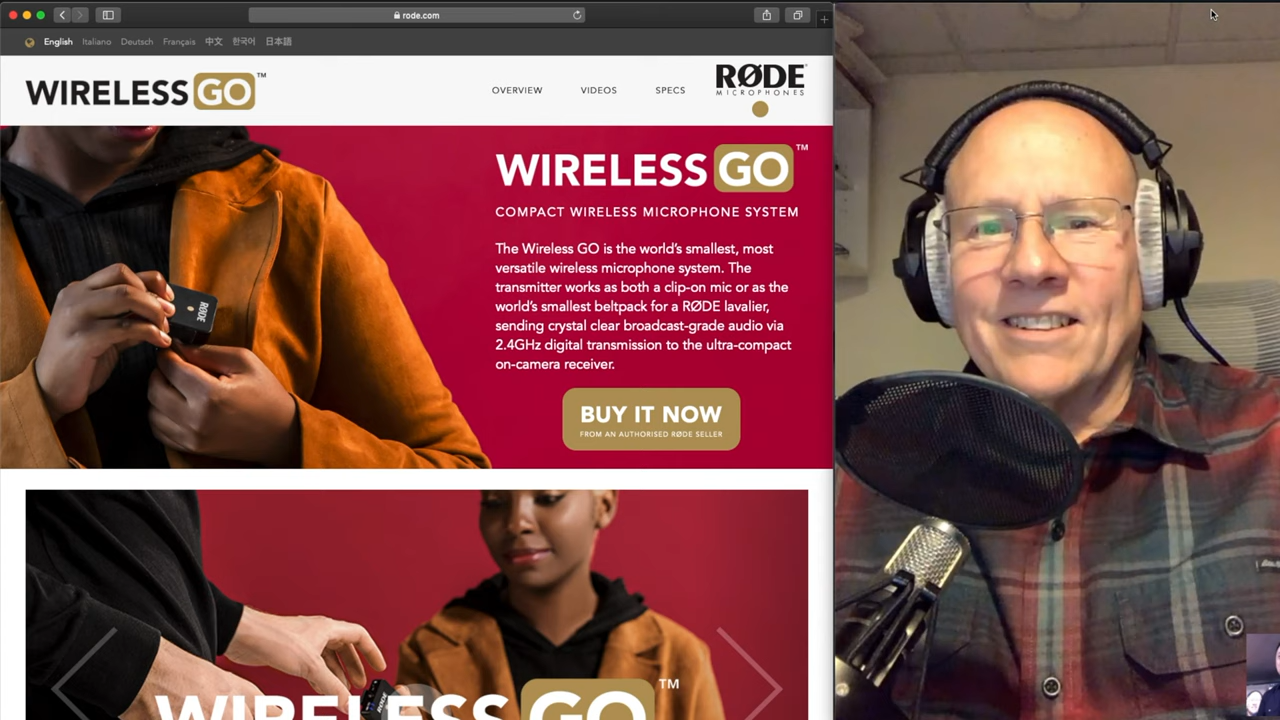 rode.com
English Italiano Deutsch Français 中文 한국어 日本語
WIRELESS GO™
OVERVIEW VIDEOS SPECS
RØDE
MICROPHONES
WIRELESS GO™
COMPACT WIRELESS MICROPHONE SYSTEM
The Wireless GO is the world's smallest, most
versatile wireless microphone system. The
transmitter works as both a clip-on mic or as the
world's smallest beltpack for a RØDE lavalier,
sending crystal clear broadcast-grade audio via
2.4GHz digital transmission to the ultra-compact
on-camera receiver.
RØDE
BUY IT NOW
FROM AN AUTHORISED RØDE SELLER
RØDE
WIRELESS GO™